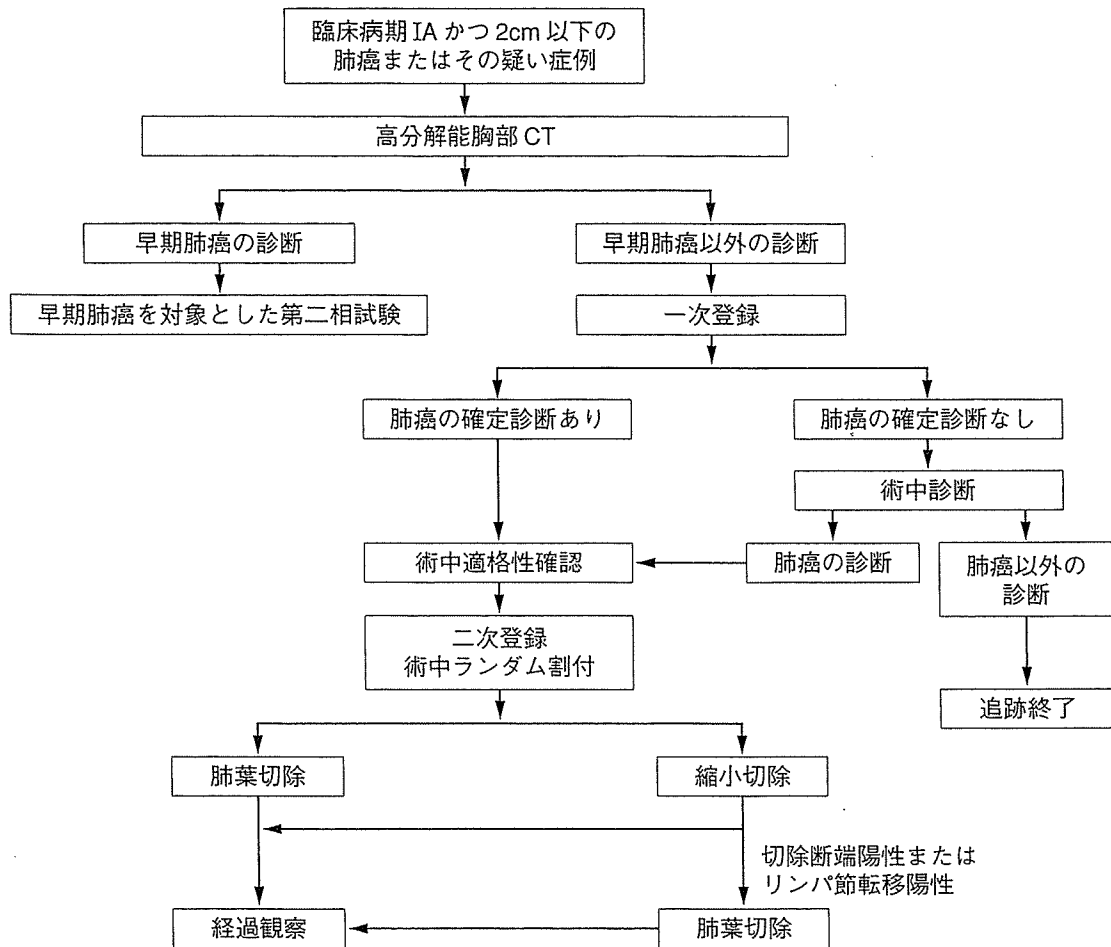 臨床病期IAかつ2cm以下の
肺癌またはその疑い症例
高分解能胸部CT
早期肺癌の診断
早期肺癌以外の診断
早期肺癌を対象とした第二相試験
一次登録
肺癌の確定診断あり
肺癌の確定診断なし
術中診断
術中適格性確認
肺癌の診断
肺癌以外の
診断
二次登録
術中ランダム割付
追跡終了
肺葉切除
縮小切除
切除断端陽性または
リンパ節転移陽性
経過観察
肺葉切除